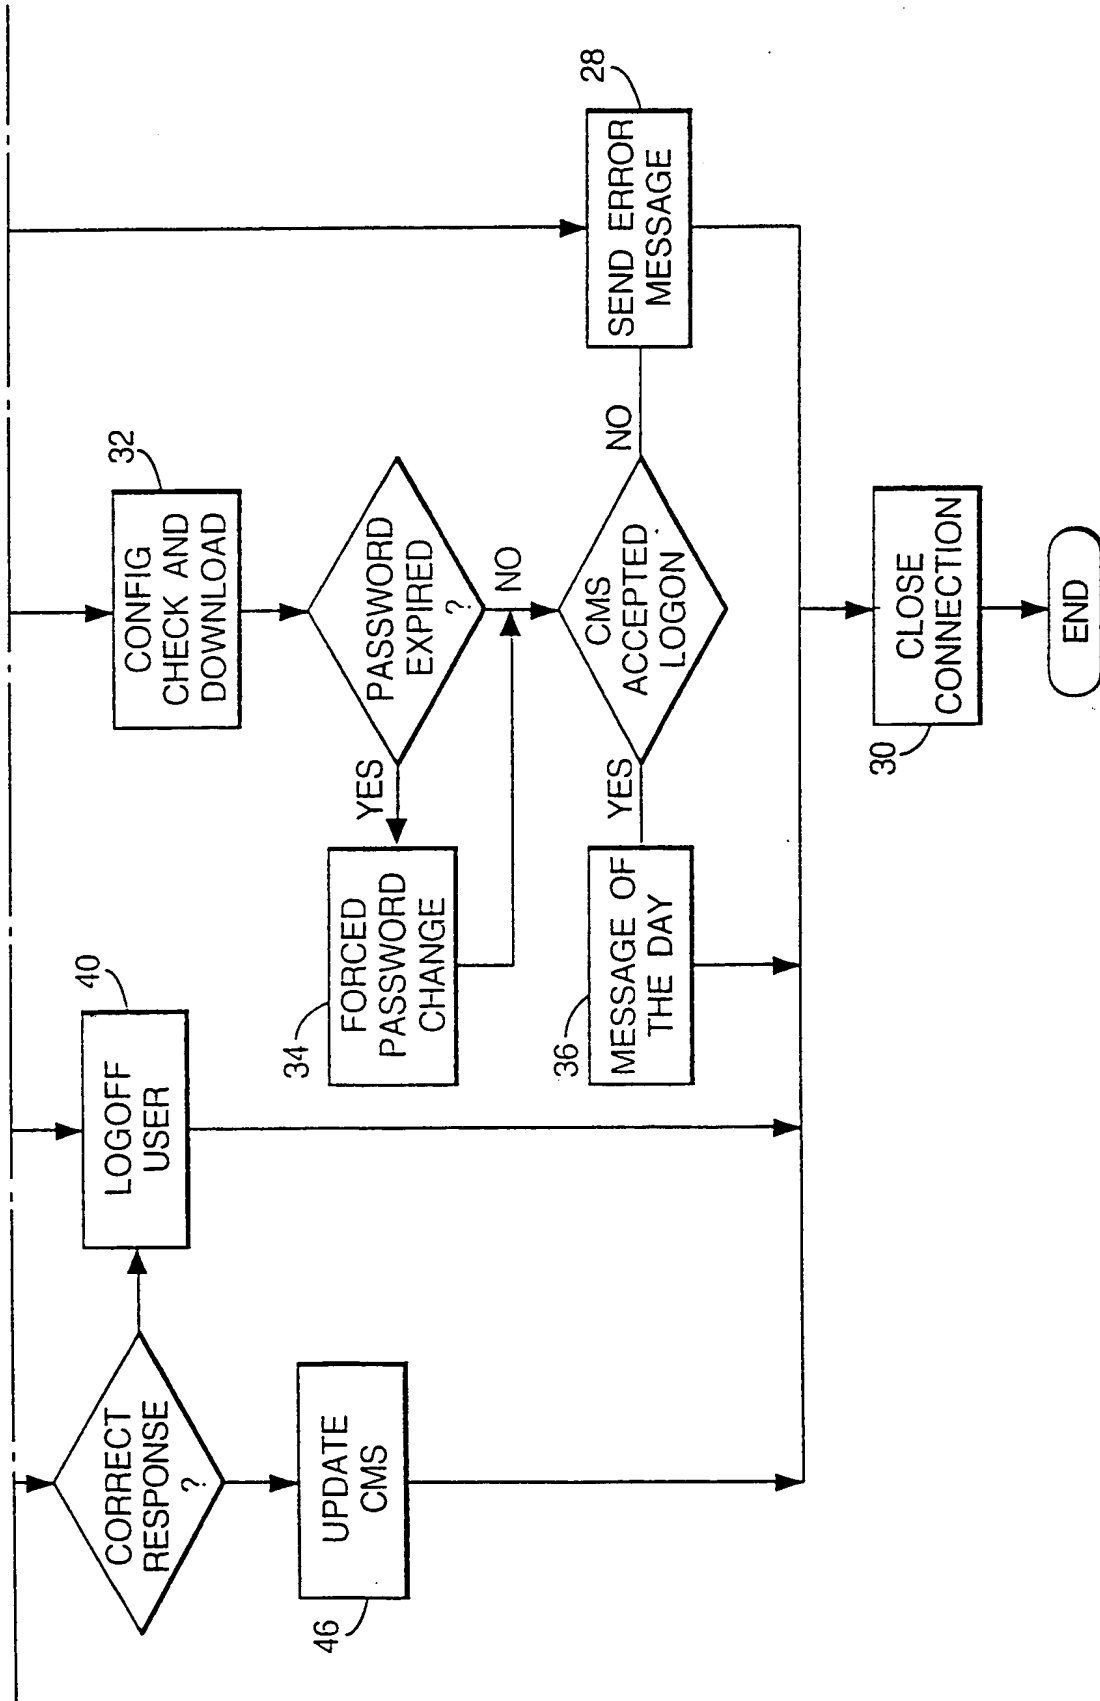 CORRECT
RESPONSE
?
LOGOFF
USER
40
CONFIG
CHECK AND
DOWNLOAD
32
UPDATE
CMS
46
FORCED
PASSWORD
CHANGE
34
YES
PASSWORD
EXPIRED
?
NO
MESSAGE OF
THE DAY
36
YES
CMS
ACCEPTED
LOGON
NO
SEND ERROR
MESSAGE
28
CLOSE
CONNECTION
30
END